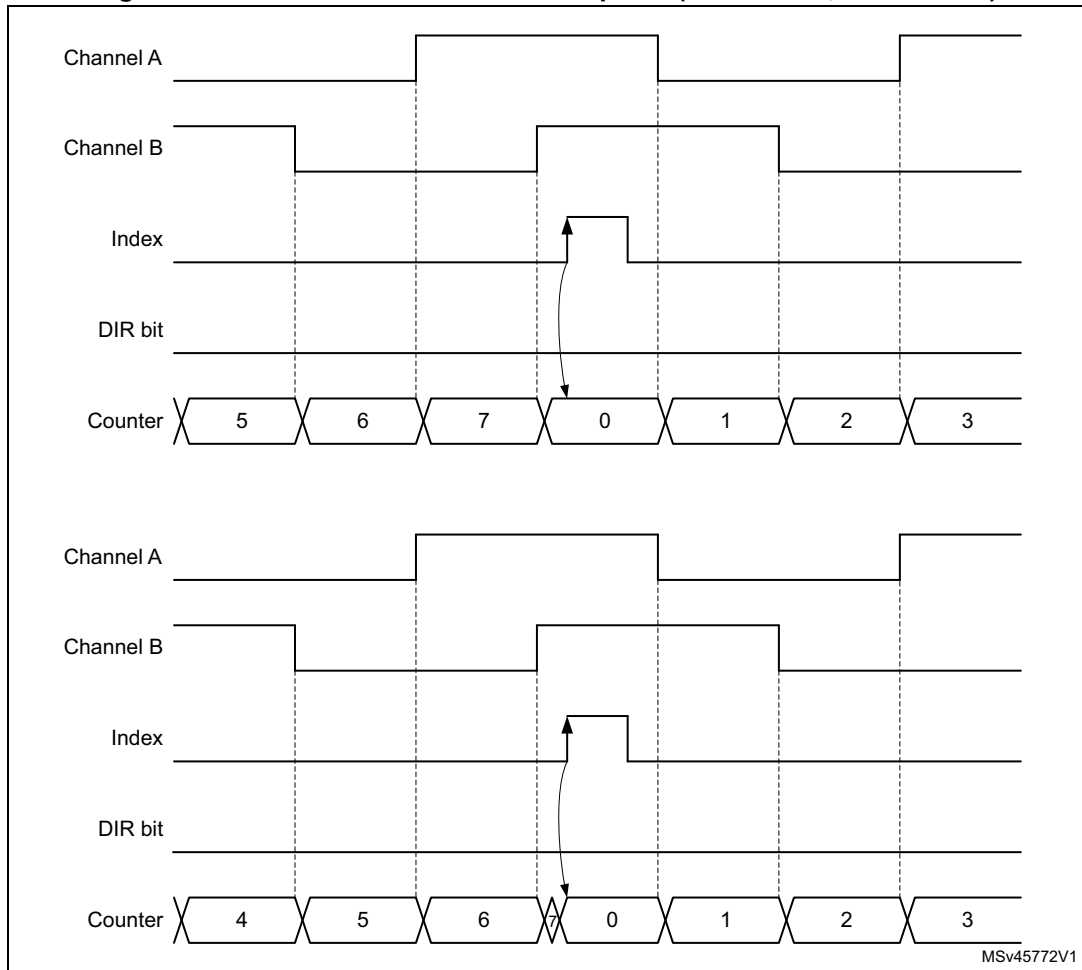 Channel A
Channel B
Index
DIR bit
Counter 5 6 7 0 1 2 3
Channel A
Channel B
Index
DIR bit
Counter 4 5 6 7 0 1 2 3
MSv45772V1